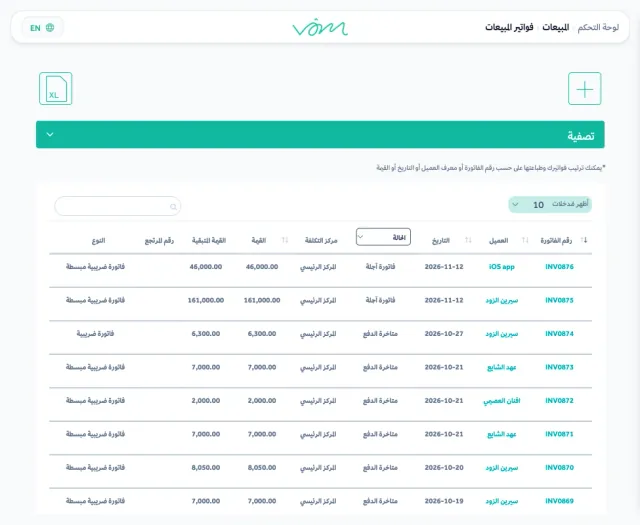 لوحة التحكم المبيعات فواتير المبيعات
vōm
EN
XL
تصفية
*يمكنك ترتيب فواتيرك وطباعتها على حسب رقم الفاتورة أو معرف العميل أو التاريخ أو القيمة
أظهر مدخلات 10
رقم الفاتورة العميل التاريخ الحالة مركز التكلفة القيمة القيمة المتبقية رقم المرتجع النوع
INV0876 iOS app 2026-11-12 فاتورة آجلة المركز الرئيسي 46,000.00 46,000.00 فاتورة ضريبية مبسطة
INV0875 سيرين الزود 2026-11-12 فاتورة آجلة المركز الرئيسي 161,000.00 161,000.00 فاتورة ضريبية مبسطة
INV0874 سيرين الزود 2026-10-27 متاخرة الدفع المركز الرئيسي 6,300.00 6,300.00 فاتورة ضريبية
INV0873 عهد الشايع 2026-10-21 متاخرة الدفع المركز الرئيسي 7,000.00 7,000.00 فاتورة ضريبية مبسطة
INV0872 افنان العصيمي 2026-10-21 متاخرة الدفع المركز الرئيسي 2,000.00 2,000.00 فاتورة ضريبية مبسطة
INV0871 عهد الشايع 2026-10-21 متاخرة الدفع المركز الرئيسي 7,000.00 7,000.00 فاتورة ضريبية مبسطة
INV0870 سيرين الزود 2026-10-20 متاخرة الدفع المركز الرئيسي 8,050.00 8,050.00 فاتورة ضريبية مبسطة
INV0869 سيرين الزود 2026-10-19 متاخرة الدفع المركز الرئيسي 7,000.00 7,000.00 فاتورة ضريبية مبسطة